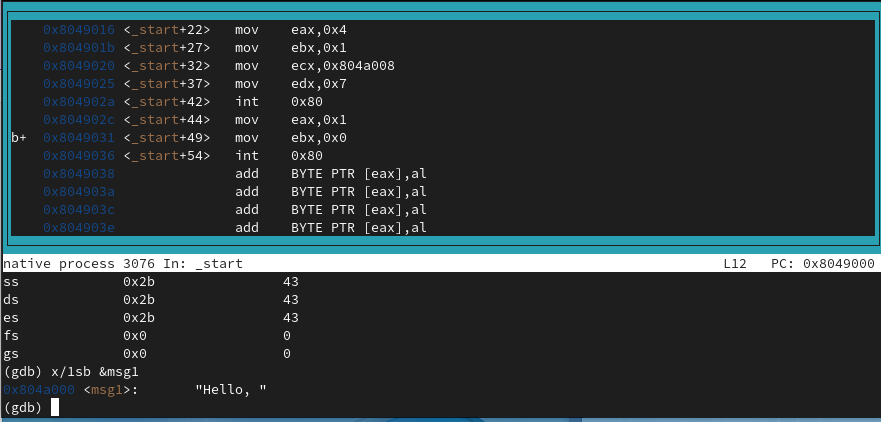 0x8049016 <_start+22> mov eax,0x4
0x804901b <_start+27> mov ebx,0x1
0x8049020 <_start+32> mov ecx,0x804a008
0x8049025 <_start+37> mov edx,0x7
0x804902a <_start+42> int 0x80
0x804902c <_start+44> mov eax,0x1
b+ 0x8049031 <_start+49> mov ebx,0x0
0x8049036 <_start+54> int 0x80
0x8049038 add BYTE PTR [eax],al
0x804903a add BYTE PTR [eax],al
0x804903c add BYTE PTR [eax],al
0x804903e add BYTE PTR [eax],al
native process 3076 In: _start L12 PC: 0x8049000
ss 0x2b 43
ds 0x2b 43
es 0x2b 43
fs 0x0 0
gs 0x0 0
(gdb) x/1sb &msg1
0x804a000 <msg1>: "Hello, "
(gdb)